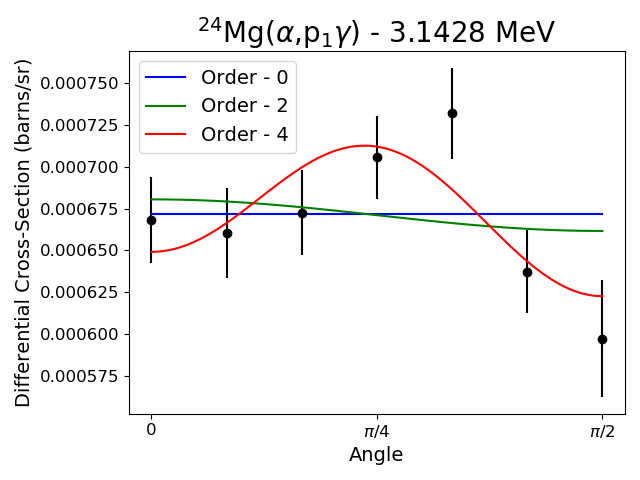 ²⁴Mg(α,p₁γ) - 3.1428 MeV
Differential Cross-Section (barns/sr)
0.000750
0.000725
0.000700
0.000675
0.000650
0.000625
0.000600
0.000575
Order - 0
Order - 2
Order - 4
0
π/4
π/2
Angle